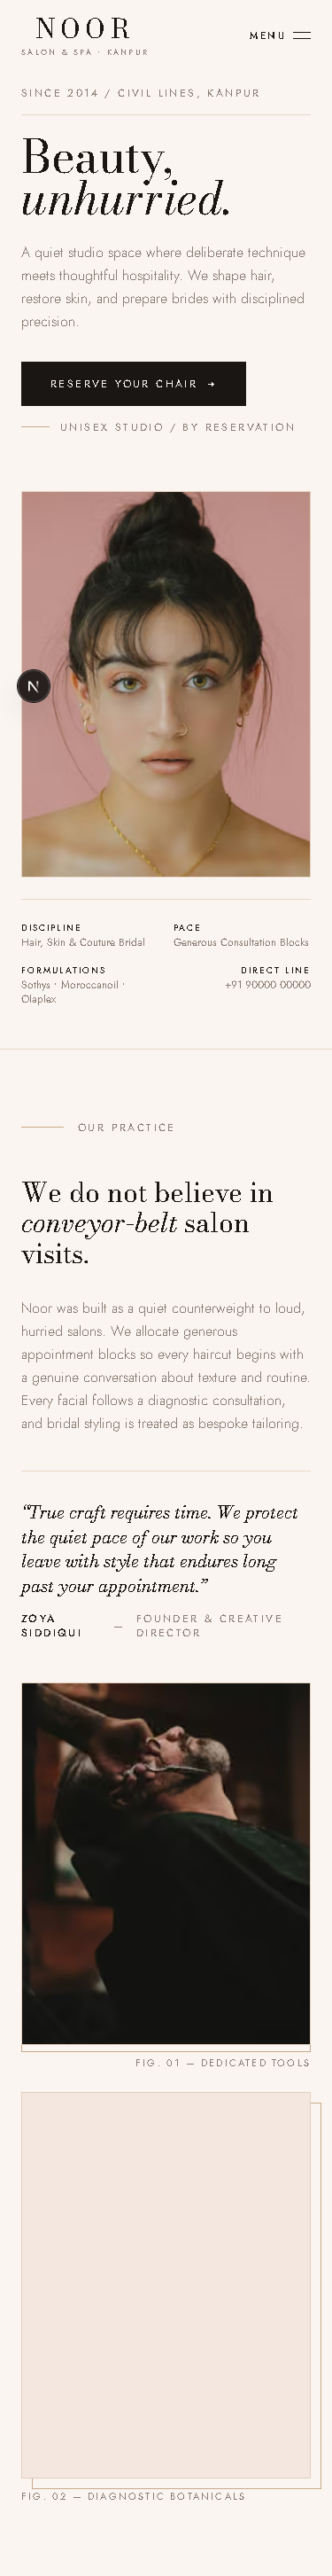 NOOR
SALON & SPA · KANPUR
MENU
SINCE 2014 / CIVIL LINES, KANPUR
Beauty,
unhurried.
A quiet studio space where deliberate technique
meets thoughtful hospitality. We shape hair,
restore skin, and prepare brides with disciplined
precision.
RESERVE YOUR CHAIR →
UNISEX STUDIO / BY RESERVATION
N
DISCIPLINE
Hair, Skin & Couture Bridal
PACE
Generous Consultation Blocks
FORMULATIONS
Sothys · Moroccanoil ·
Olaplex
DIRECT LINE
+91 90000 00000
OUR PRACTICE
We do not believe in
conveyor-belt salon
visits.
Noor was built as a quiet counterweight to loud,
hurried salons. We allocate generous
appointment blocks so every haircut begins with
a genuine conversation about texture and routine.
Every facial follows a diagnostic consultation,
and bridal styling is treated as bespoke tailoring.
“True craft requires time. We protect
the quiet pace of our work so you
leave with style that endures long
past your appointment.”
ZOYA
SIDDIQUI
—
FOUNDER & CREATIVE
DIRECTOR
FIG. 01 — DEDICATED TOOLS
FIG. 02 — DIAGNOSTIC BOTANICALS